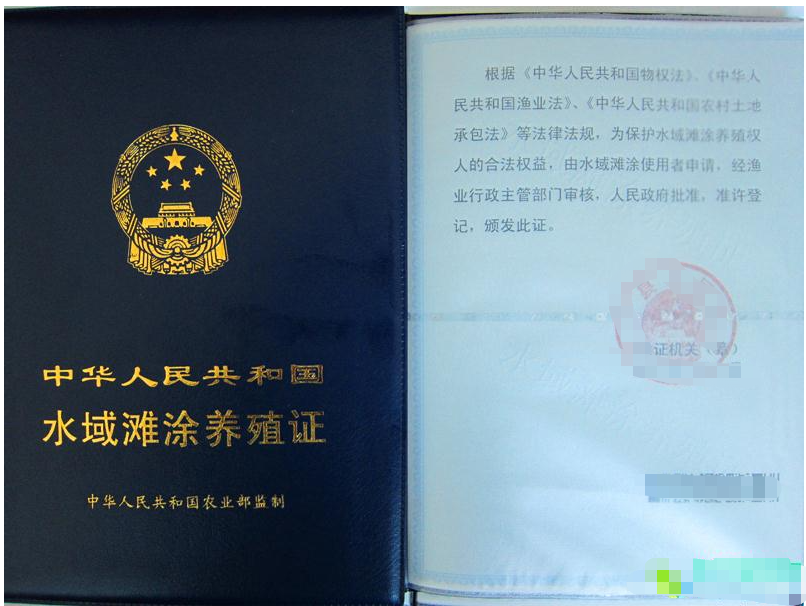 中华人民共和国
水域滩涂养殖证
中华人民共和国农业部监制
根据《中华人民共和国物权法》、《中华人
民共和国渔业法》、《中华人民共和国农村土地
承包法》等法律法规，为保护水域滩涂养殖权
人的合法权益，由水域滩涂使用者申请，经渔
业行政主管部门审核，人民政府批准，准许登
记，颁发此证。
证机关（章）